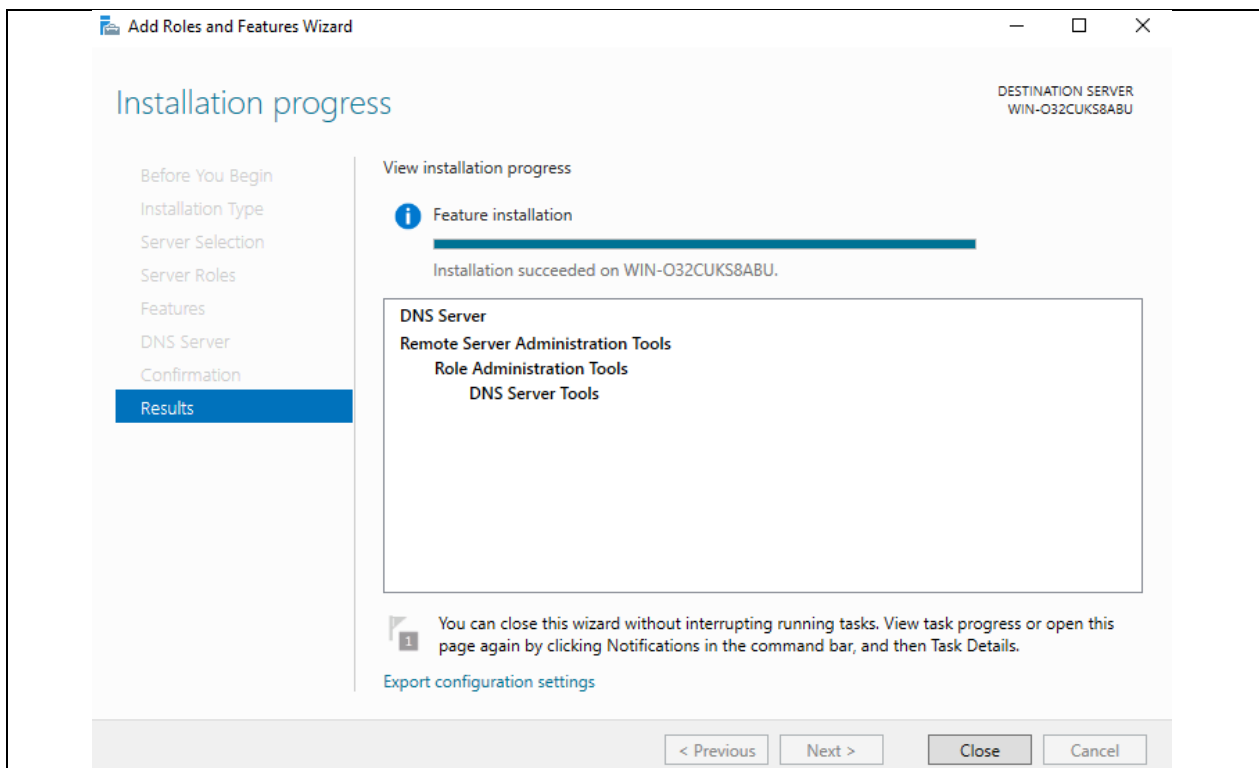 Add Roles and Features Wizard
Installation progress
DESTINATION SERVER
WIN-O32CUKS8ABU
Before You Begin
Installation Type
Server Selection
Server Roles
Features
DNS Server
Confirmation
Results
View installation progress
Feature installation
Installation succeeded on WIN-O32CUKS8ABU.
DNS Server
Remote Server Administration Tools
Role Administration Tools
DNS Server Tools
1
You can close this wizard without interrupting running tasks. View task progress or open this
page again by clicking Notifications in the command bar, and then Task Details.
Export configuration settings
< Previous
Next >
Close
Cancel